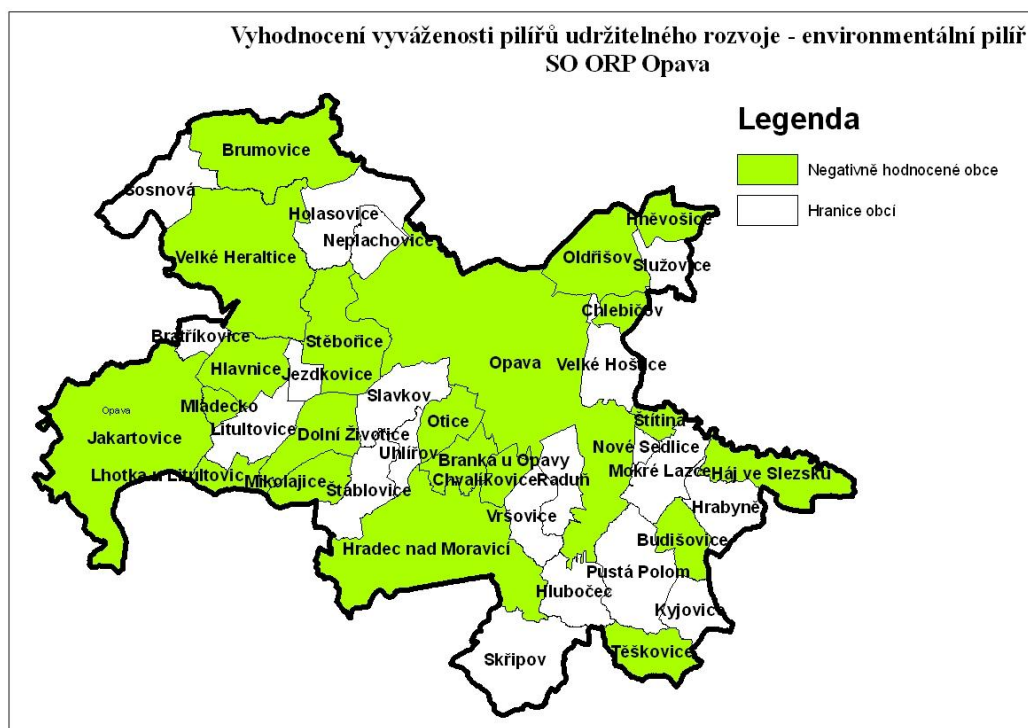 Vyhodnocení vyváženosti pilířů udržitelného rozvoje - environmentální pilíř
SO ORP Opava
Legenda
Negativně hodnocené obce
Hranice obcí
Brumovice
Sosnová
Holasovice
Neplachovice
Velké Heraltice
Hněvošice
Oldřišov
Služovice
Chlebičov
Bratříkovice
Stěbořice
Opava
Velké Hoštice
Hlavnice
Jezdkovice
Slavkov
Mladecko
Opava
Litultovice
Jakartovice
Dolní Životice
Otice
Štítina
Nové Sedlice
Uhlířov
Branka u Opavy
Mokré Lazce
Háj ve Slezsku
Lhotka u Litultovic
Mikolajice
Štáblovice
Chvalíkovice
Raduň
Hrabyně
Vršovice
Budišovice
Hradec nad Moravicí
Pustá Polom
Hlubočec
Kyjovice
Skřipov
Těškovice